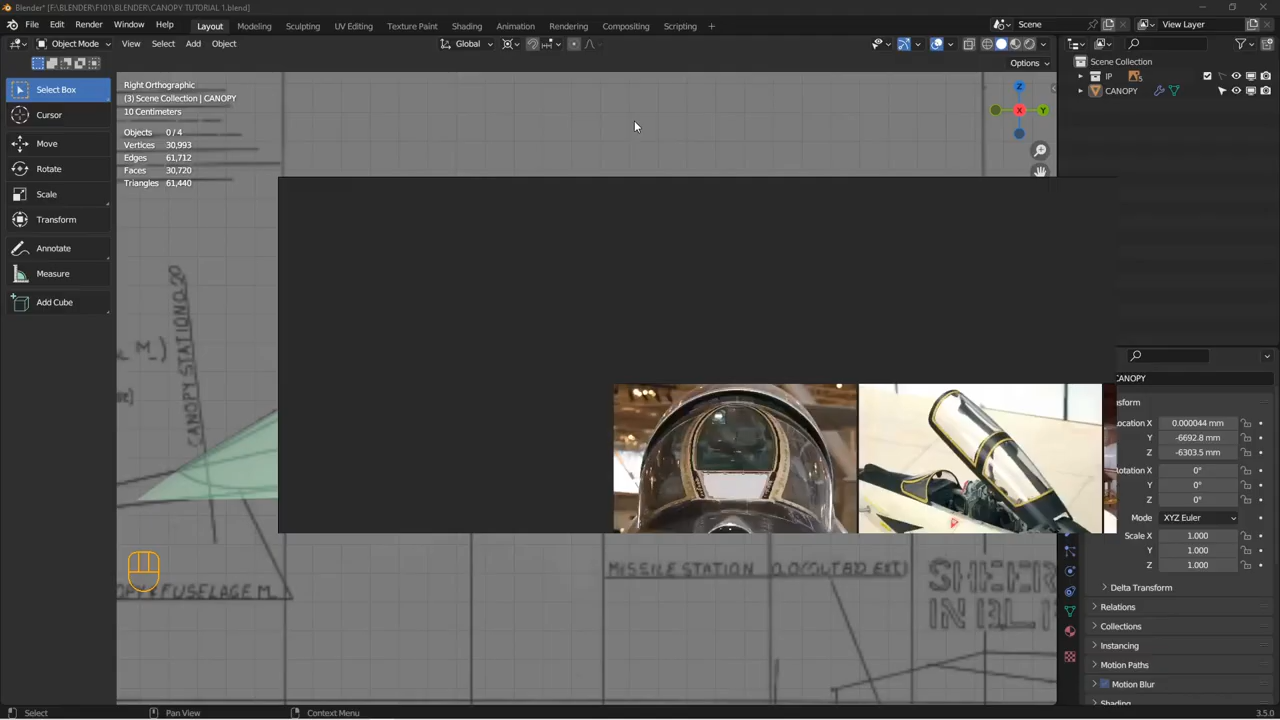 Blender* [F:\BLENDER\F101\BLENDER\CANOPY TUTORIAL 1.blend]
File Edit Render Window Help Layout Modeling Sculpting UV Editing Texture Paint Shading Animation Rendering Compositing Scripting + Scene View Layer
Object Mode View Select Add Object Global
Options
Select Box
Cursor
Move
Rotate
Scale
Transform
Annotate
Measure
Add Cube
Right Orthographic
(3) Scene Collection | CANOPY
10 Centimeters
Objects 0/4
Vertices 30,993
Edges 61,712
Faces 30,720
Triangles 61,440
Z
X
Y
Scene Collection
IP 5
CANOPY
CANOPY STATION 0.20
MISSILE STATION
FUSELAGE M
CANOPY
Location X 0.000044 mm
Y -6692.8 mm
Z -6303.5 mm
Rotation X 0°
Y 0°
Z 0°
Mode XYZ Euler
Scale X 1.000
Y 1.000
Z 1.000
Delta Transform
Relations
Collections
Instancing
Motion Paths
Motion Blur
Shading
Select Pan View Context Menu 3.5.0